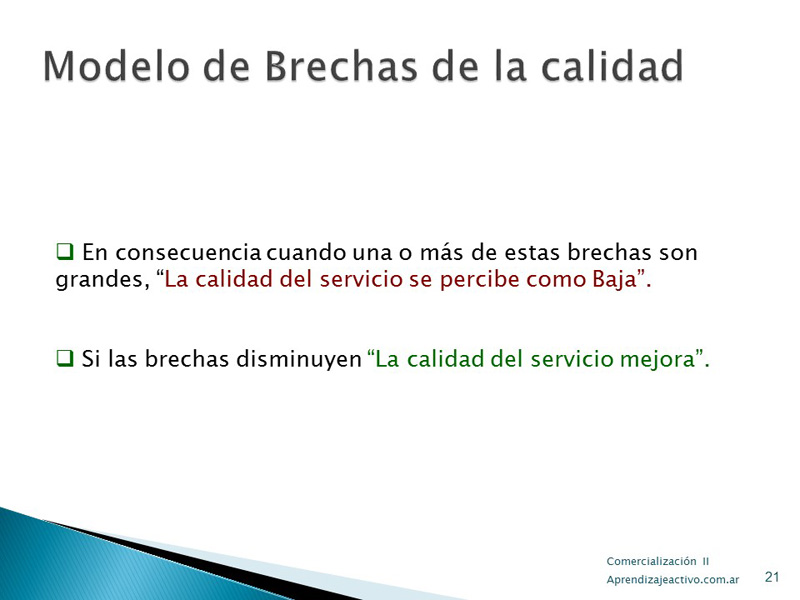 Modelo de Brechas de la calidad
❑ En consecuencia cuando una o más de estas brechas son
grandes, “La calidad del servicio se percibe como Baja”.
❑ Si las brechas disminuyen “La calidad del servicio mejora”.
Comercialización II
Aprendizajeactivo.com.ar
21